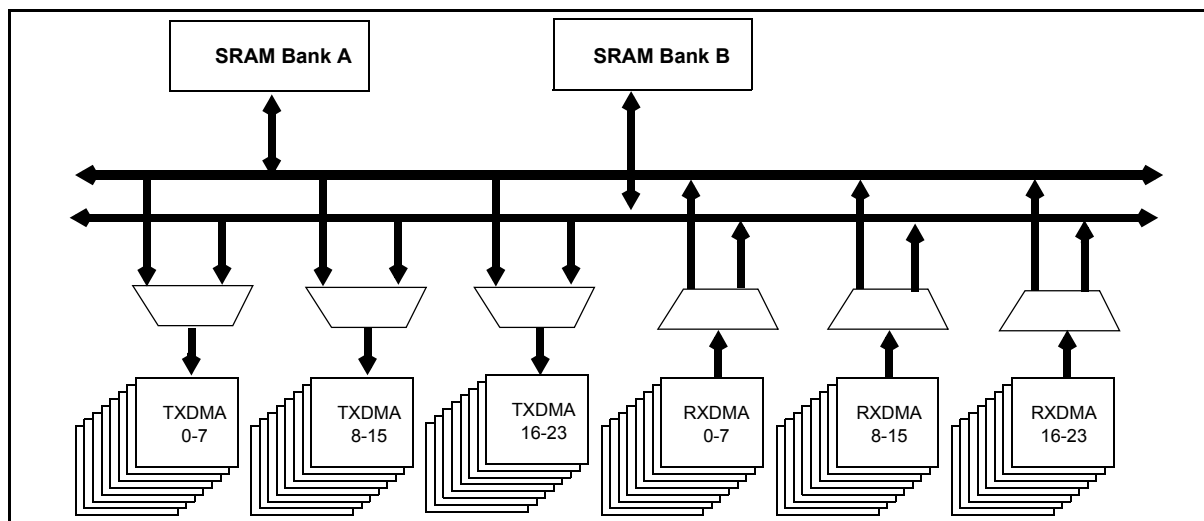 SRAM Bank A
SRAM Bank B
TXDMA
0-7
TXDMA
8-15
TXDMA
16-23
RXDMA
0-7
RXDMA
8-15
RXDMA
16-23